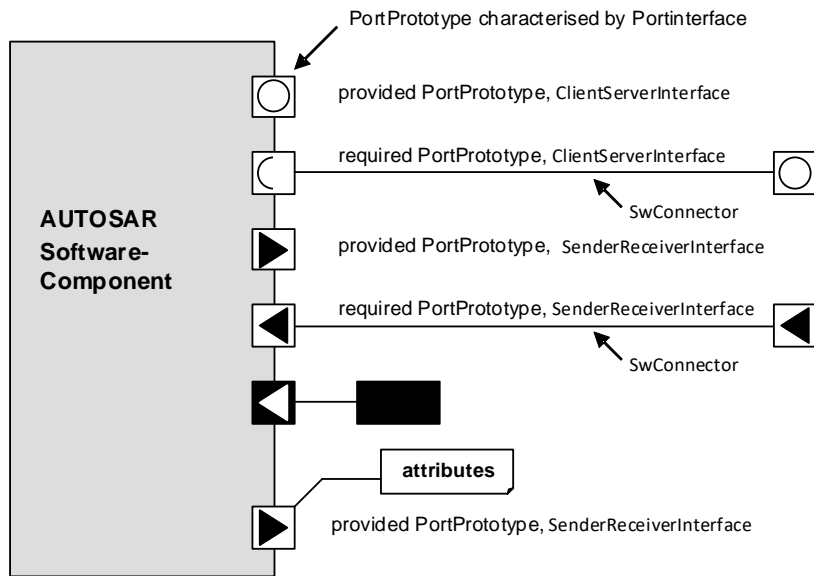 PortPrototype characterised by Portinterface
provided PortPrototype, ClientServerInterface
required PortPrototype, ClientServerInterface
SwConnector
AUTOSAR
Software-
Component
provided PortPrototype, SenderReceiverInterface
required PortPrototype, SenderReceiverInterface
SwConnector
attributes
provided PortPrototype, SenderReceiverInterface